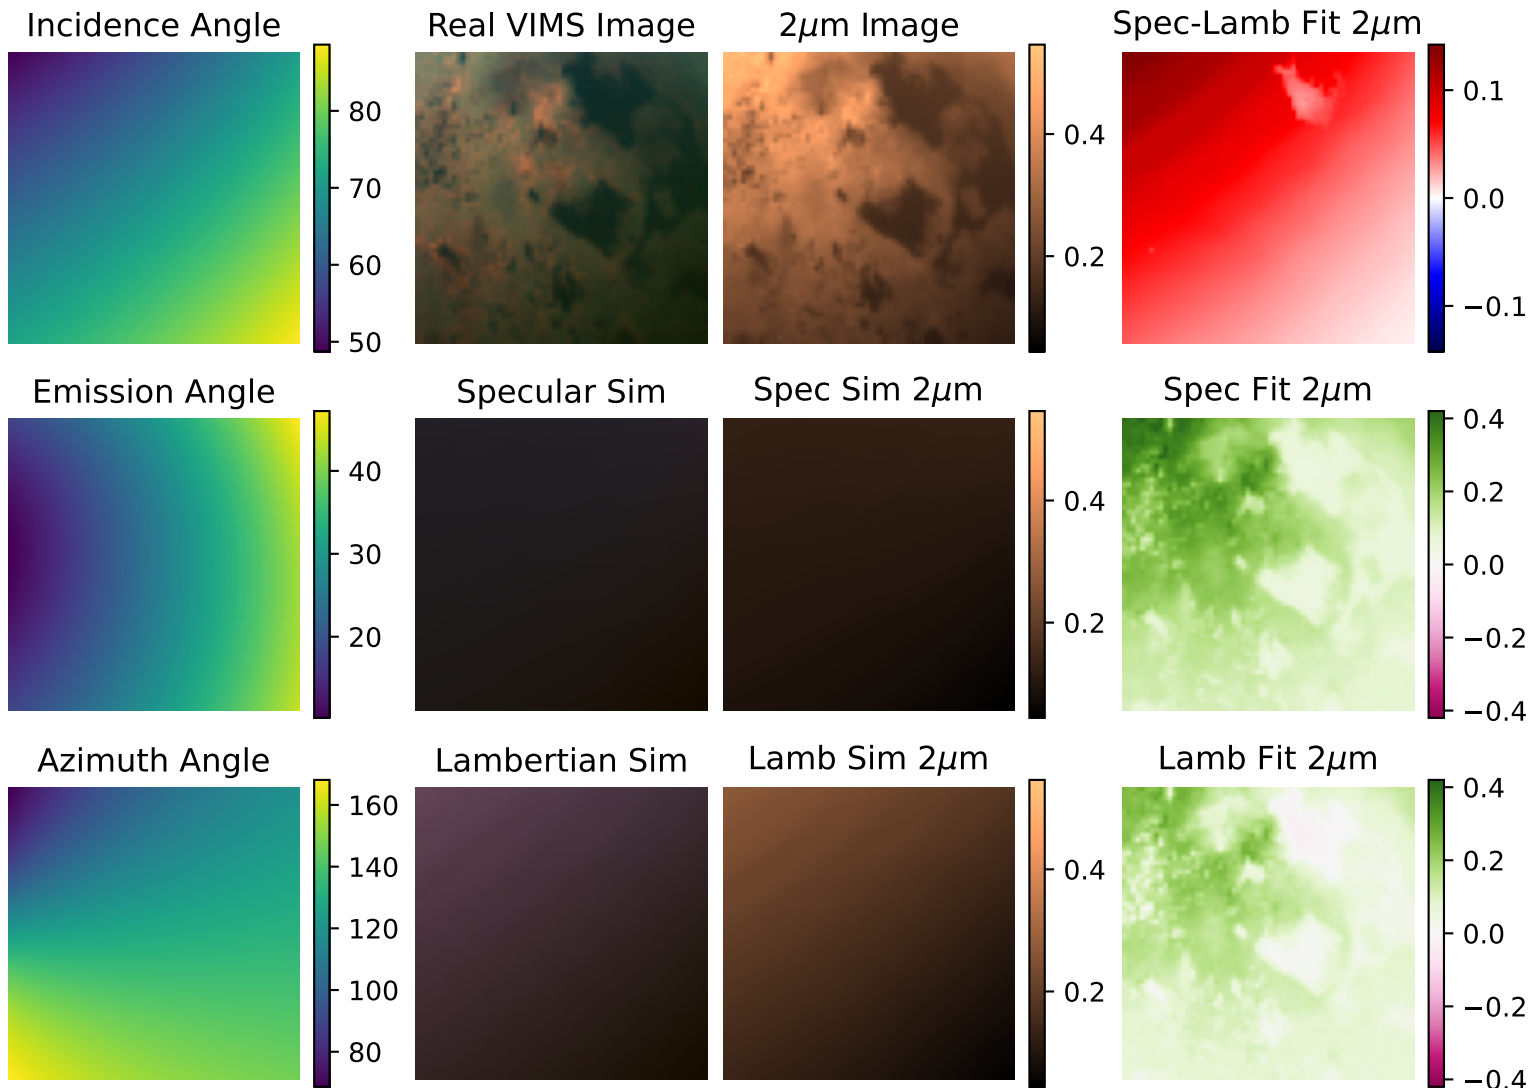 Incidence Angle
80
70
60
50
Real VIMS Image
2μm Image
0.4
0.2
Spec-Lamb Fit 2μm
0.1
0.0
−0.1
Emission Angle
40
30
20
Specular Sim
Spec Sim 2μm
0.4
0.2
Spec Fit 2μm
0.4
0.2
0.0
−0.2
−0.4
Azimuth Angle
160
140
120
100
80
Lambertian Sim
Lamb Sim 2μm
0.4
0.2
Lamb Fit 2μm
0.4
0.2
0.0
−0.2
−0.4